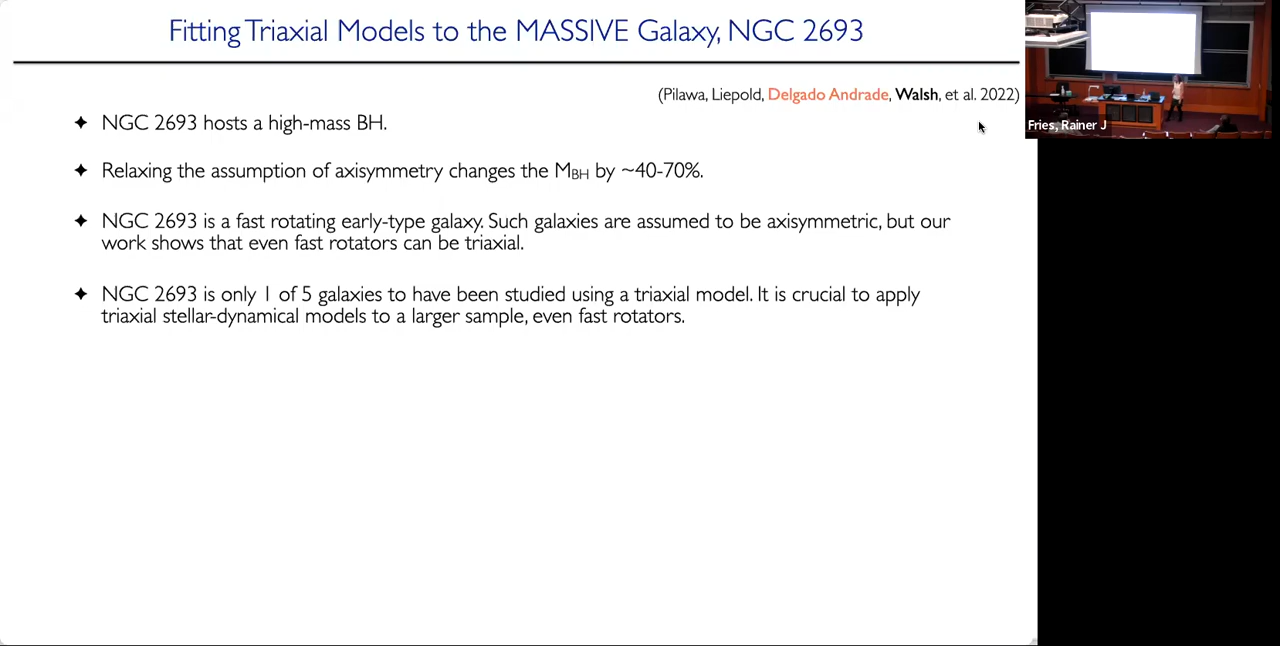 Fitting Triaxial Models to the MASSIVE Galaxy, NGC 2693
(Pilawa, Liepold, Delgado Andrade, Walsh, et al. 2022)
✦ NGC 2693 hosts a high-mass BH.
✦ Relaxing the assumption of axisymmetry changes the MBH by ~40-70%.
✦ NGC 2693 is a fast rotating early-type galaxy. Such galaxies are assumed to be axisymmetric, but our
work shows that even fast rotators can be triaxial.
✦ NGC 2693 is only 1 of 5 galaxies to have been studied using a triaxial model. It is crucial to apply
triaxial stellar-dynamical models to a larger sample, even fast rotators.
Fries, Rainer J